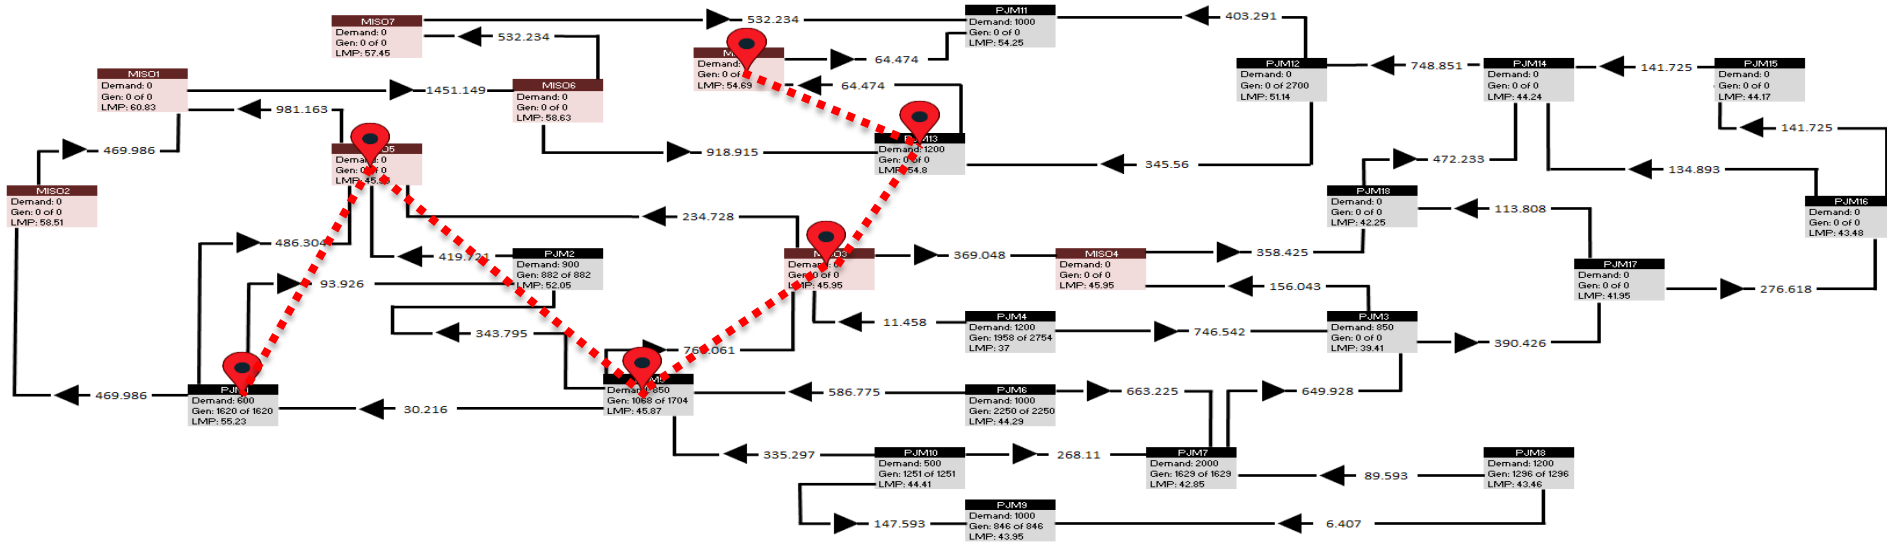 MISO7
Demand: 0
Gen: 0 of 0
LMP: 57.45
532.234
PJM11
Demand: 1000
Gen: 0 of 0
LMP: 54.25
403.291
532.234
Demand:
Gen: 0 of
LMP: 54.69
64.474
64.474
MISO1
Demand: 0
Gen: 0 of 0
LMP: 60.83
1451.149
MISO6
Demand: 0
Gen: 0 of 0
LMP: 58.63
PJM12
Demand: 0
Gen: 0 of 2700
LMP: 51.14
748.851
PJM14
Demand: 0
Gen: 0 of 0
LMP: 44.24
141.725
PJM15
Demand: 0
Gen: 0 of 0
LMP: 44.17
981.163
469.986
Demand: 0
918.915
PJM13
Demand: 1200
Gen: 0 of 0
LMP: 54.8
345.56
472.233
141.725
134.893
MISO2
Demand: 0
Gen: 0 of 0
LMP: 58.51
PJM18
Demand: 0
Gen: 0 of 0
LMP: 42.25
113.808
PJM16
Demand: 0
Gen: 0 of 0
LMP: 43.48
234.728
486.304
419.721
PJM2
Demand: 900
Gen: 882 of 882
LMP: 52.05
MISO3
Demand: 0
Gen: 0 of 0
LMP: 45.95
369.048
MISO4
Demand: 0
Gen: 0 of 0
LMP: 45.95
358.425
PJM17
Demand: 0
Gen: 0 of 0
LMP: 41.95
276.618
93.926
156.043
343.795
11.458
PJM4
Demand: 1200
Gen: 1958 of 2754
LMP: 37
746.542
PJM3
Demand: 850
Gen: 0 of 0
LMP: 39.41
390.426
469.986
Demand: 600
Gen: 1620 of 1620
LMP: 55.23
30.216
Gen: 1068 of 1704
LMP: 45.87
586.775
PJM6
Demand: 1000
Gen: 2250 of 2250
LMP: 44.29
663.225
649.928
335.297
PJM10
Demand: 500
Gen: 1251 of 1251
LMP: 44.41
268.11
PJM7
Demand: 2000
Gen: 1629 of 1629
LMP: 42.85
89.593
PJM8
Demand: 1200
Gen: 1296 of 1296
LMP: 43.46
147.593
PJM9
Demand: 1000
Gen: 846 of 846
LMP: 43.95
6.407